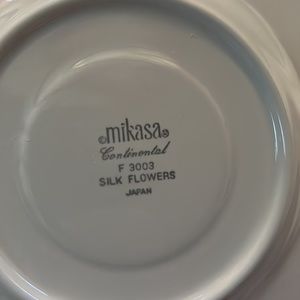 ©mikasa®
Continental
F 3003
SILK FLOWERS
JAPAN